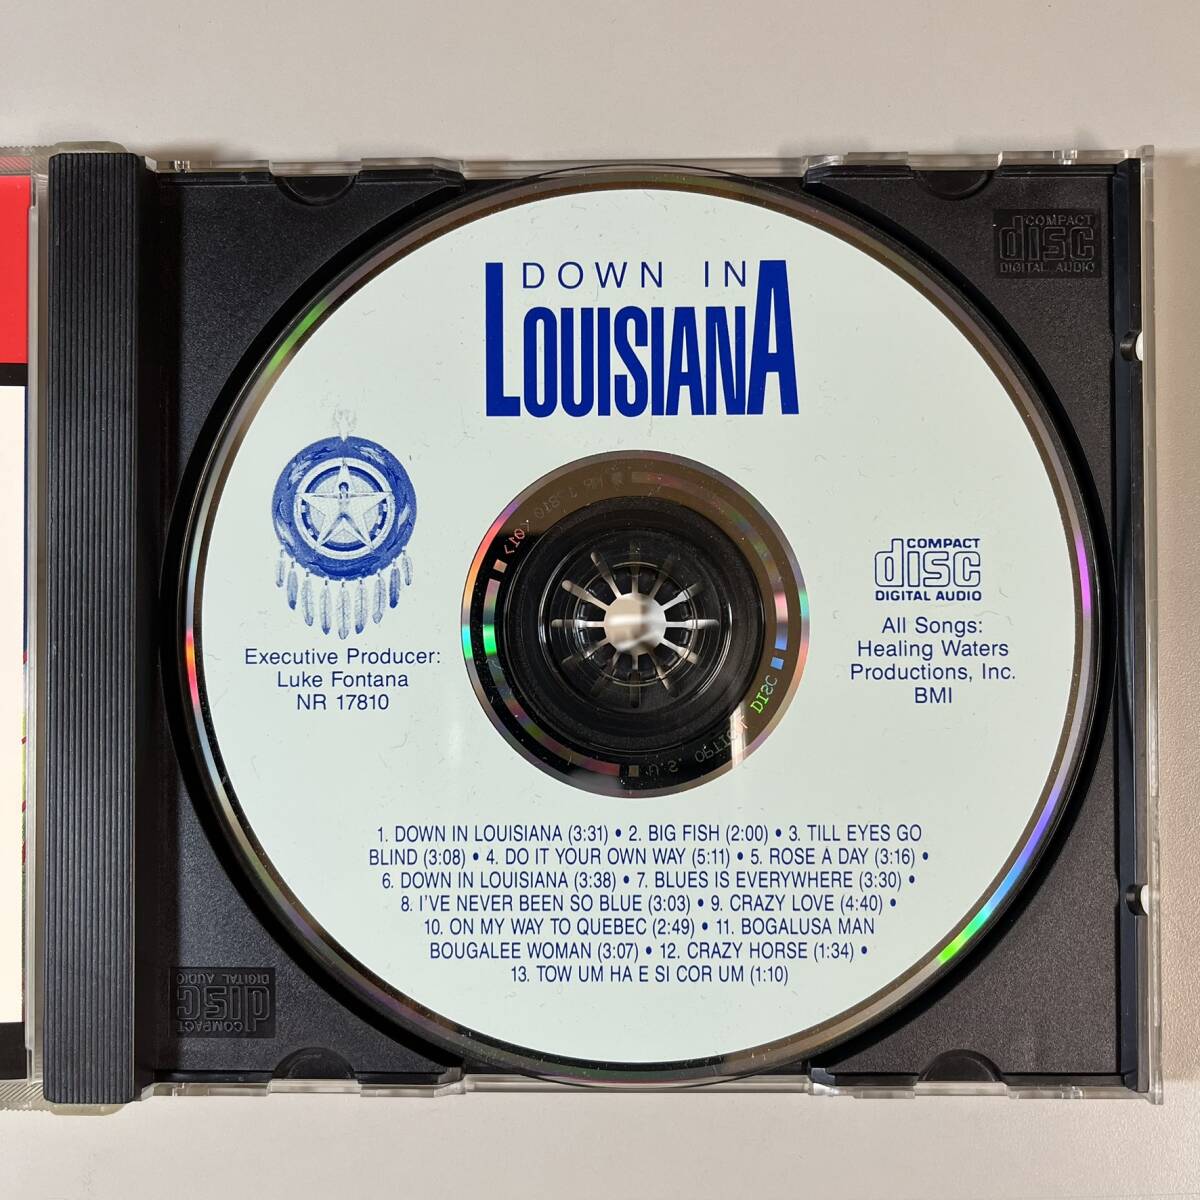 DOWN IN
LOUISIANA
COMPACT
disc
DIGITAL AUDIO
COMPACT
disc
DIGITAL AUDIO
All Songs:
Healing Waters
Productions, Inc.
BMI
Executive Producer:
Luke Fontana
NR 17810
U.S. OPTICAL DISC
1. DOWN IN LOUISIANA (3:31) • 2. BIG FISH (2:00) • 3. TILL EYES GO
BLIND (3:08) • 4. DO IT YOUR OWN WAY (5:11) • 5. ROSE A DAY (3:16) •
6. DOWN IN LOUISIANA (3:38) • 7. BLUES IS EVERYWHERE (3:30) •
8. I'VE NEVER BEEN SO BLUE (3:03) • 9. CRAZY LOVE (4:40) •
10. ON MY WAY TO QUEBEC (2:49) • 11. BOGALUSA MAN
BOUGALEE WOMAN (3:07) • 12. CRAZY HORSE (1:34) •
13. TOW UM HA E SI COR UM (1:10)
COMPACT
disc
DIGITAL AUDIO